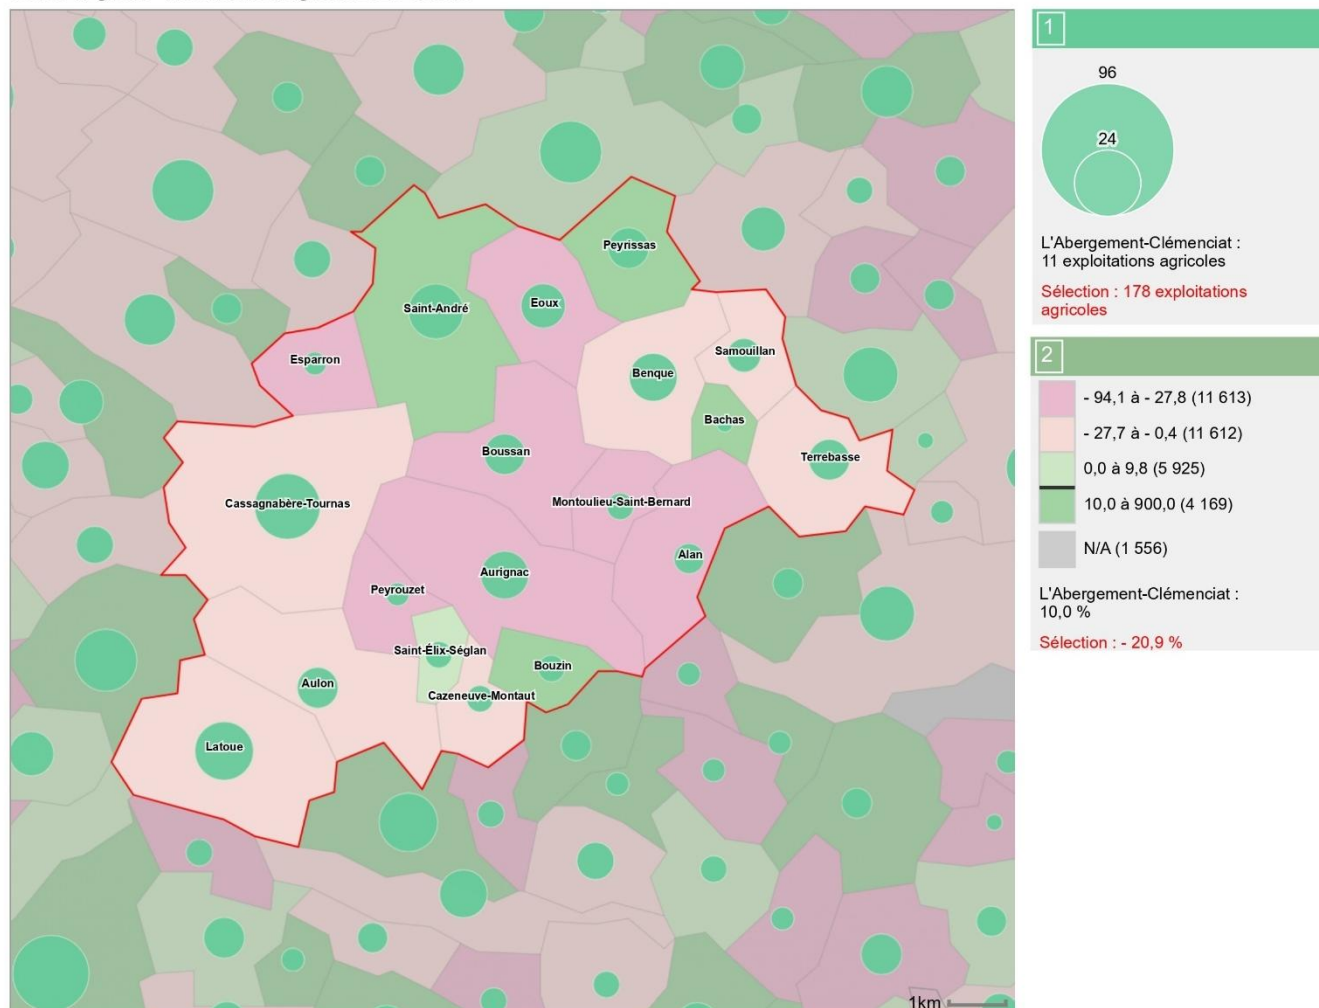 1
96
24
L'Abergement-Clémenciat :
11 exploitations agricoles
Sélection : 178 exploitations
agricoles
2
- 94,1 à - 27,8 (11 613)
- 27,7 à - 0,4 (11 612)
0,0 à 9,8 (5 925)
10,0 à 900,0 (4 169)
N/A (1 556)
L'Abergement-Clémenciat :
10,0 %
Sélection : - 20,9 %
Peyrissas
Saint-André
Eoux
Esparron
Samouillan
Benque
Bachas
Boussan
Terrebasse
Cassagnabère-Tournas
Montoulieu-Saint-Bernard
Alan
Aurignac
Peyrouzet
Saint-Élix-Séglan
Bouzin
Aulon
Cazeneuve-Montaut
Latoue
1km